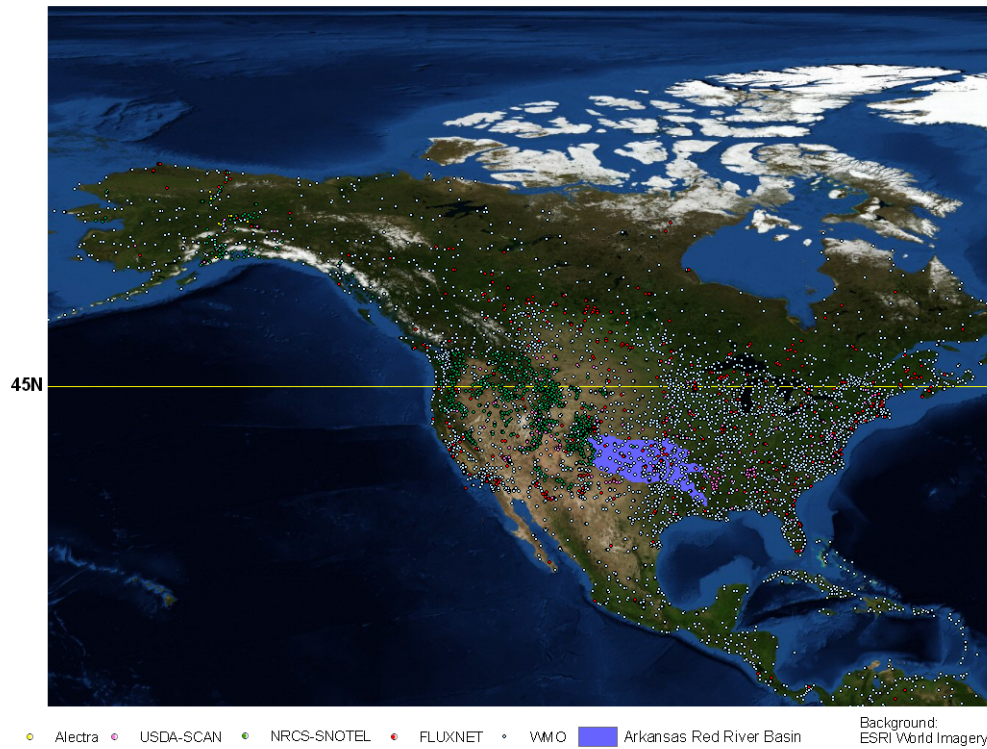 45N
Alectra USDA-SCAN NRCS-SNOTEL FLUXNET WMO Arkansas Red River Basin
Background:
ESRI World Imagery